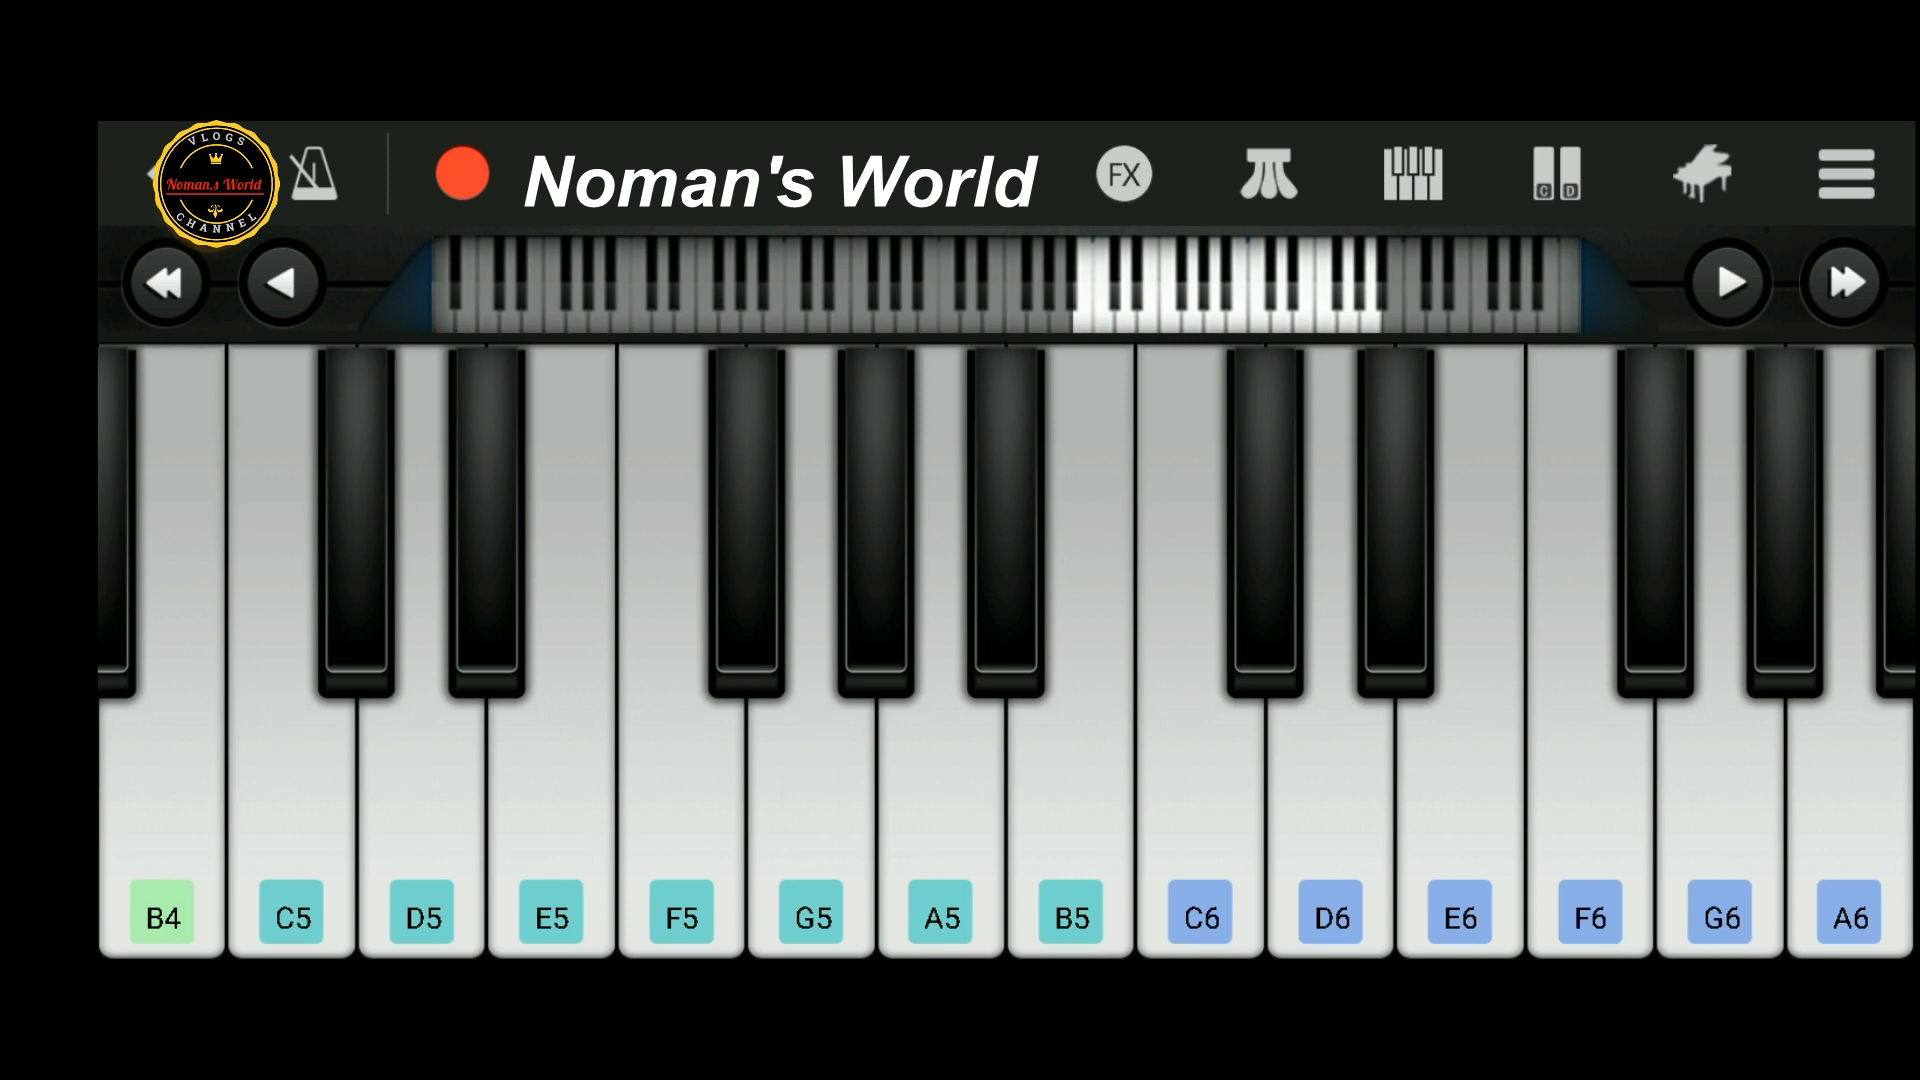 VLOGS
Noman,s World
CHANNEL
Noman's World
FX
C D
B4 C5 D5 E5 F5 G5 A5 B5 C6 D6 E6 F6 G6 A6